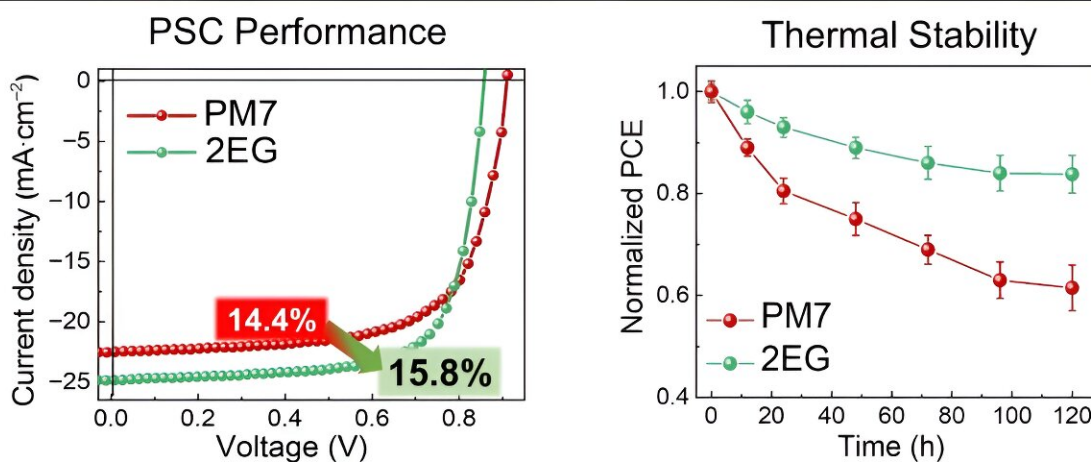 PSC Performance
Current density (mA·cm⁻²)
0
−5
−10
−15
−20
−25
PM7
2EG
14.4%
15.8%
0.0
0.2
0.4
0.6
0.8
Voltage (V)
Thermal Stability
Normalized PCE
1.0
0.8
0.6
0.4
PM7
2EG
0
20
40
60
80
100
120
Time (h)